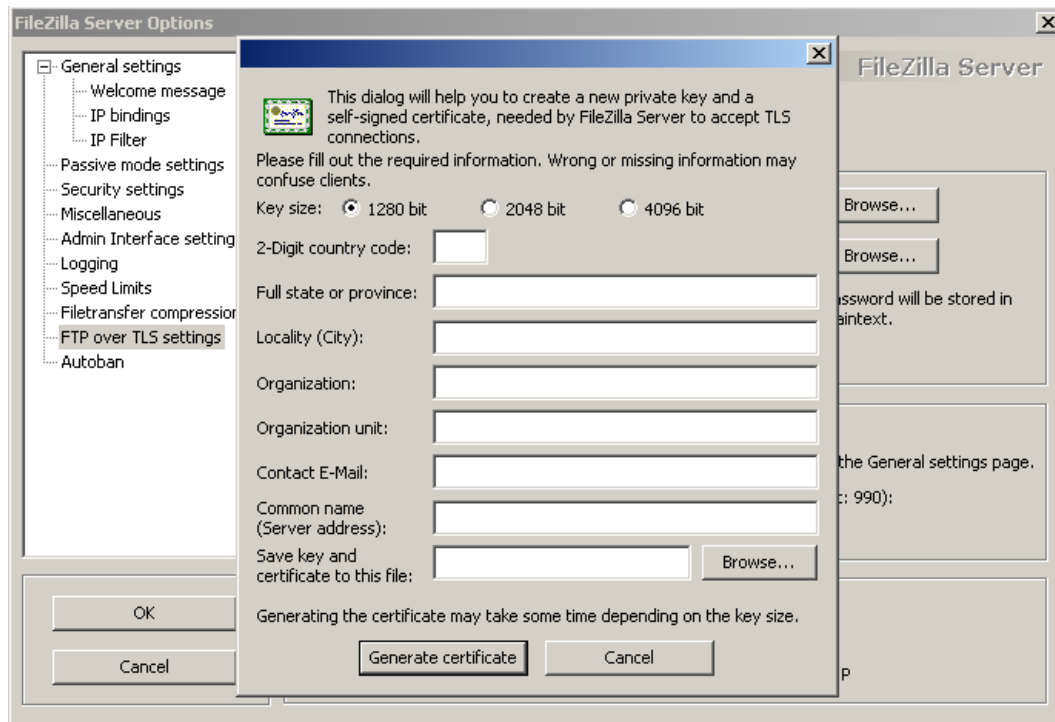 FileZilla Server Options
General settings
Welcome message
IP bindings
IP Filter
Passive mode settings
Security settings
Miscellaneous
Admin Interface setting
Logging
Speed Limits
Filetransfer compression
FTP over TLS settings
Autoban
OK
Cancel
This dialog will help you to create a new private key and a
self-signed certificate, needed by FileZilla Server to accept TLS
connections.
Please fill out the required information. Wrong or missing information may
confuse clients.
Key size: 1280 bit 2048 bit 4096 bit
2-Digit country code:
Full state or province:
Locality (City):
Organization:
Organization unit:
Contact E-Mail:
Common name
(Server address):
Save key and
certificate to this file:
Browse...
Generating the certificate may take some time depending on the key size.
Generate certificate Cancel
FileZilla Server
Browse...
Browse...
assword will be stored in
aintext.
the General settings page.
t: 990):
P